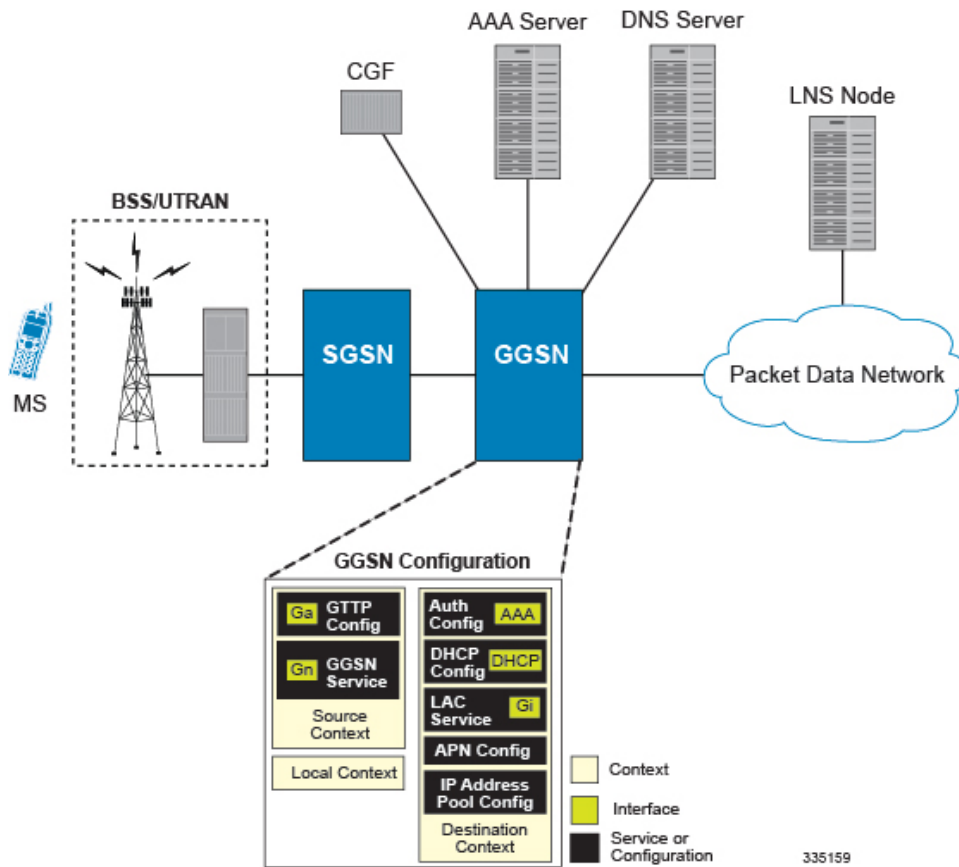 AAA Server
DNS Server
CGF
LNS Node
BSS/UTRAN
MS
SGSN
GGSN
Packet Data Network
GGSN Configuration
Ga
GTTP
Config
Gn
GGSN
Service
Source
Context
Local Context
Auth
Config
AAA
DHCP
Config
DHCP
LAC
Service
Gi
APN Config
IP Address
Pool Config
Destination
Context
Context
Interface
Service or
Configuration
335159